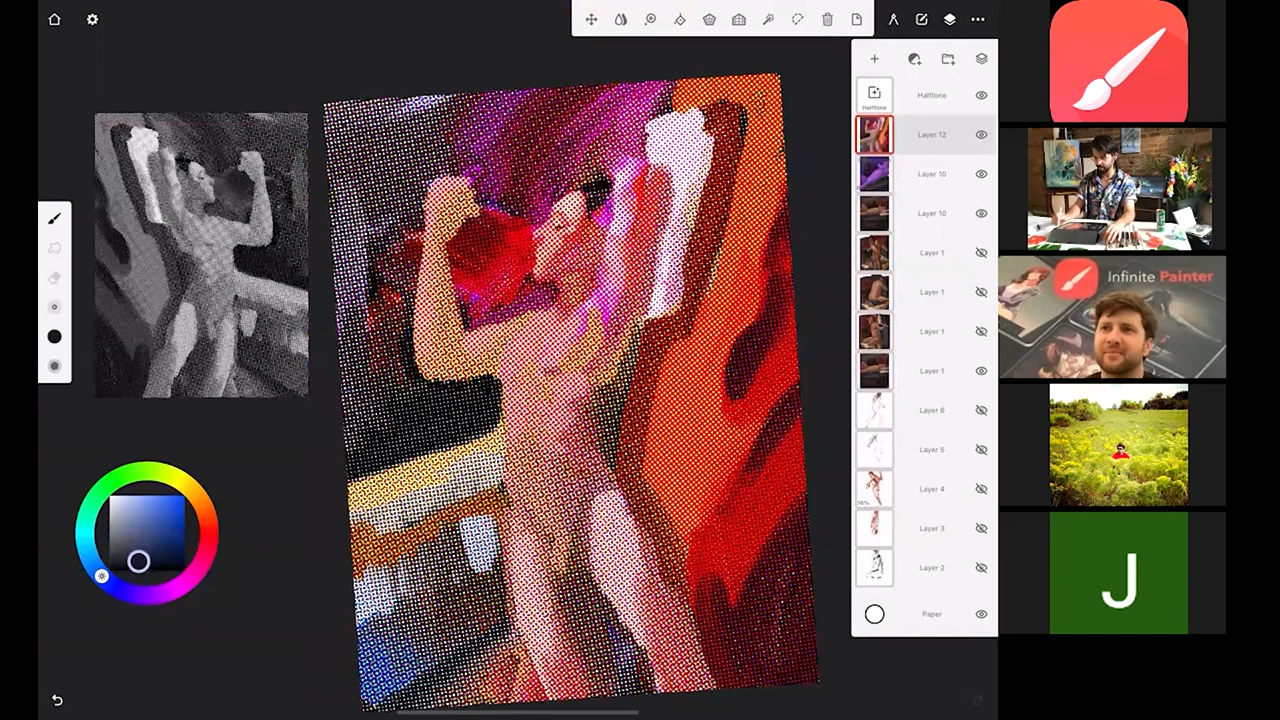 Halftone
Halftone
Layer 12
Layer 10
Layer 10
Layer 1
Layer 1
Layer 1
Layer 1
Layer 6
Layer 5
Layer 4
16%
Layer 3
Layer 2
Paper
Infinite Painter
J